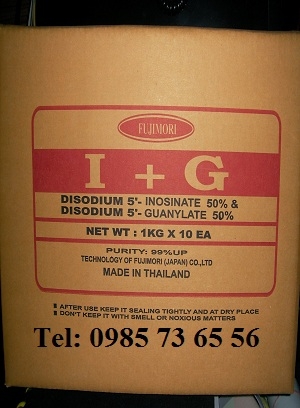 FUJIMORI
I + G
DISODIUM 5'- INOSINATE 50% &
DISODIUM 5'- GUANYLATE 50%
NET WT : 1KG X 10 EA
PURITY: 99%UP
TECHNOLOGY OF FUJIMORI (JAPAN) CO.,LTD
MADE IN THAILAND
AFTER USE KEEP IT SEALING TIGHTLY AND AT DRY PLACE
DON'T KEEP IT WITH SMELL OR NOXIOUS MATTERS
Tel: 0985 73 65 56